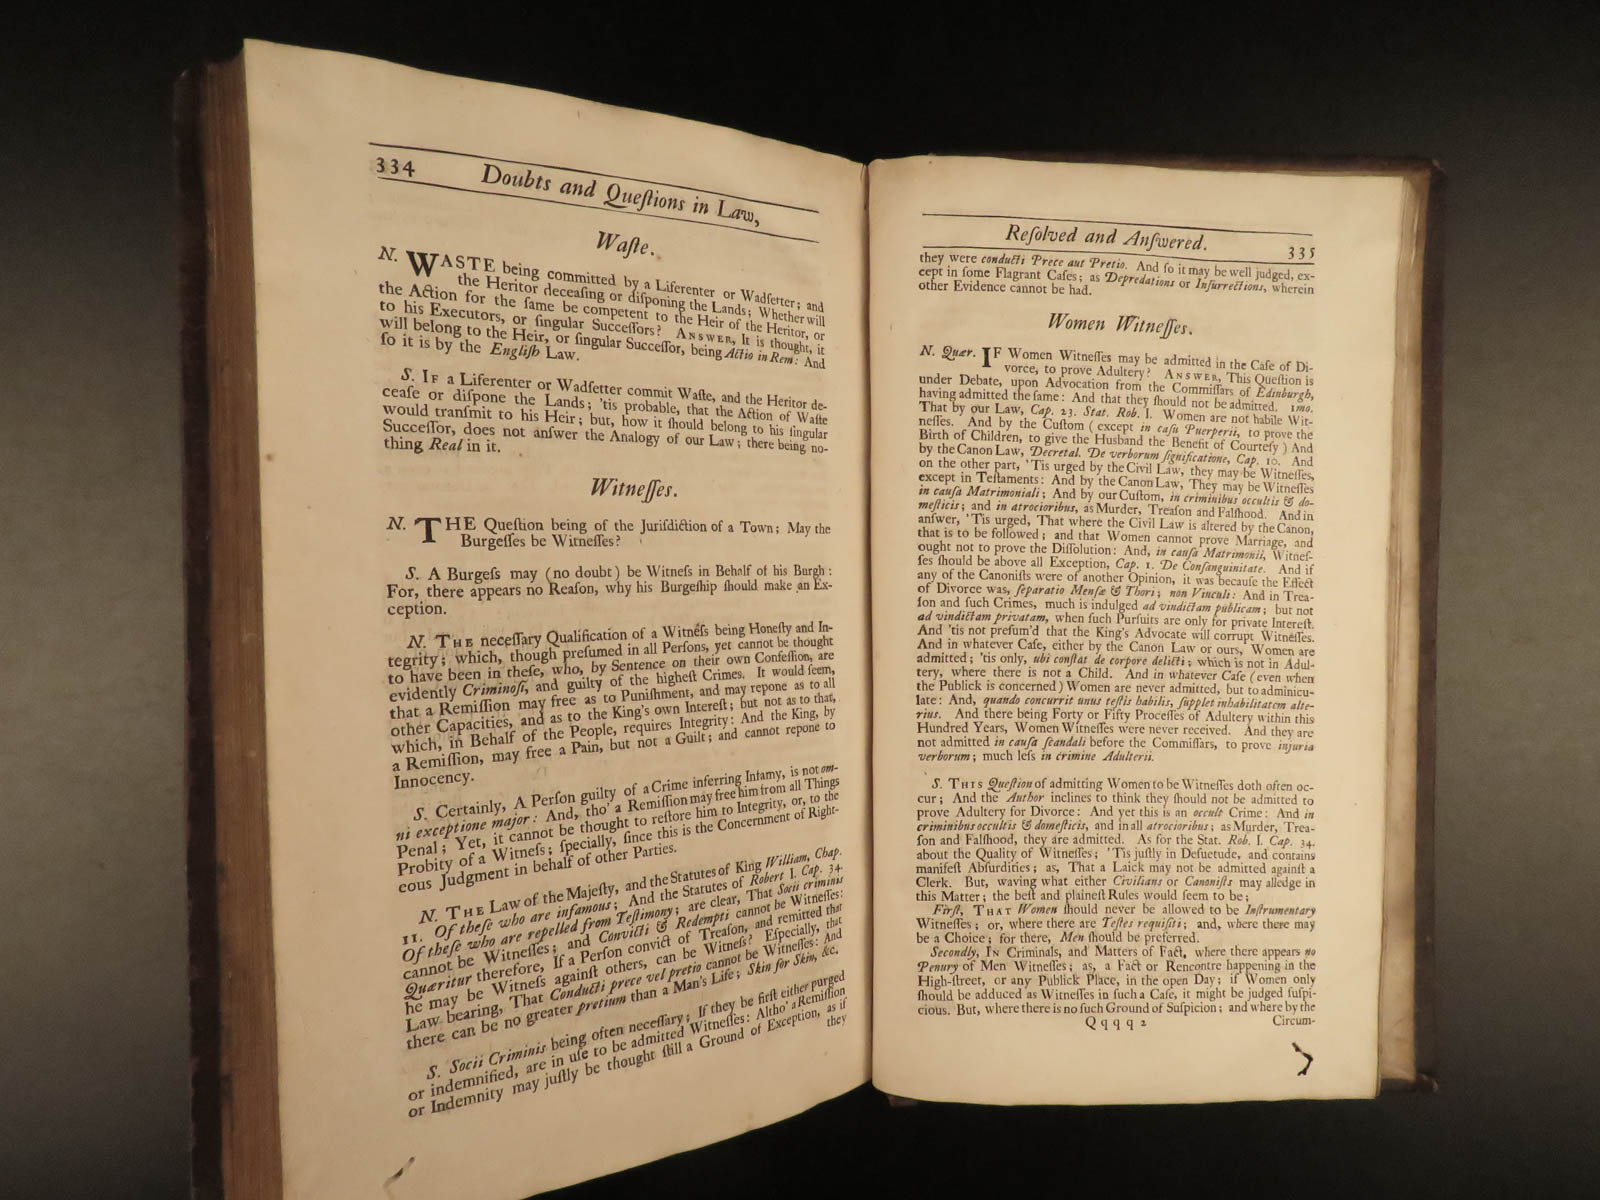 334
Doubts and Queſtions in Law,
Waſte.
N. WASTE being committed by a Liferenter or Wadſetter; and
the Heritor deceaſing or diſponing the Lands; Whether will
the Action for the ſame be competent to the Heir of the Heritor, or
to his Executors, or ſingular Succeſſors? ANSWER, It is thought, it
will belong to the Heir, or ſingular Succeſſor, being Actio in Rem: And
ſo it is by the Engliſh Law.
S. IF a Liferenter or Wadſetter commit Waſte, and the Heritor de-
ceaſe or diſpone the Lands; 'tis probable, that the Action of Waſte
would tranſmit to his Heir; but, how it ſhould belong to his ſingular
Succeſſor, does not anſwer the Analogy of our Law; there being no-
thing Real in it.
Witneſſes.
N. THE Queſtion being of the Juriſdiction of a Town; May the
Burgeſſes be Witneſſes?
S. A Burgeſs may (no doubt) be Witneſs in Behalf of his Burgh:
For, there appears no Reaſon, why his Burgeſhip ſhould make an Ex-
ception.
N. THE neceſſary Qualification of a Witneſs being Honeſty and In-
tegrity; which, though preſumed in all Perſons, yet cannot be thought
to have been in theſe, who, by Sentence on their own Confeſſion, are
evidently Criminoſi, and guilty of the higheſt Crimes. It would ſeem,
that a Remiſſion may free as to Puniſhment, and may repone as to all
other Capacities, and as to the King's own Intereſt; but not as to that,
which, in Behalf of the People, requires Integrity: And the King, by
a Remiſſion, may free a Pain, but not a Guilt; and cannot repone to
Innocency.
S. Certainly, A Perſon guilty of a Crime inferring Infamy, is not om-
ni exceptione major: And, tho' a Remiſſion may free him from all Things
Penal; Yet, it cannot be thought to reſtore him to Integrity, or, to the
Probity of a Witneſs; ſpecially, ſince this is the Concernment of Right-
eous Judgment in behalf of other Parties.
N. THE Law of the Majeſty, and the Statutes of King William, Chap.
11. Of theſe who are infamous; And the Statutes of Robert I. Cap. 34.
Of theſe who are repelled from Teſtimony; are clear, That Socii criminis
cannot be Witneſſes; and Convicti & Redempti cannot be Witneſſes:
Quæritur therefore, If a Perſon convict of Treaſon, and remitted that
he may be Witneſs againſt others, can be Witneſs? Eſpecially, that
Law bearing, That Conducti prece vel pretio cannot be Witneſſes: And
there can be no greater pretium than a Man's Life; Skin for Skin, &c.
S. Socii Criminis being often neceſſary; If they be firſt either purged
or indemnified, are in uſe to be admitted Witneſſes: Altho' a Remiſſion
or Indemnity may juſtly be thought ſtill a Ground of Exception, as if
they
Reſolved and Anſwered.
335
they were conducti Prece aut Pretio. And ſo it may be well judged, ex-
cept in ſome Flagrant Caſes; as Depredations or Inſurrections, wherein
other Evidence cannot be had.
Women Witneſſes.
N. Quær. IF Women Witneſſes may be admitted in the Caſe of Di-
vorce, to prove Adultery? ANSWER, This Queſtion is
under Debate, upon Advocation from the Commiſſars of Edinburgh,
having admitted the ſame: And that they ſhould not be admitted. 1mo.
That by our Law, Cap. 23. Stat. Rob. I. Women are not habile Wit-
neſſes. And by the Cuſtom (except in caſu Puerperii, to prove the
Birth of Children, to give the Husband the Benefit of Courteſy) And
by the Canon Law, Decretal. De verborum ſignificatione, Cap. 10. And
on the other part, 'Tis urged by the Civil Law, they may be Witneſſes,
except in Teſtaments: And by the Canon Law, They may be Witneſſes
in cauſa Matrimoniali; And by our Cuſtom, in criminibus occultis & do-
meſticis; and in atrocioribus, as Murder, Treaſon and Falſhood. And in
anſwer, 'Tis urged, That where the Civil Law is altered by the Canon,
that is to be followed; and that Women cannot prove Marriage, and
ought not to prove the Diſſolution: And, in cauſa Matrimonii, Witneſ-
ſes ſhould be above all Exception, Cap. 1. De Conſanguinitate. And if
any of the Canoniſts were of another Opinion, it was becauſe the Effect
of Divorce was, ſeparatio Menſæ & Thori; non Vinculi: And in Trea-
ſon and ſuch Crimes, much is indulged ad vindictam publicam; but not
ad vindictam privatam, when ſuch Purſuits are only for private Intereſt.
And 'tis not preſum'd that the King's Advocate will corrupt Witneſſes.
And in whatever Caſe, either by the Canon Law or ours, Women are
admitted; 'tis only, ubi conſtat de corpore delicti; which is not in Adul-
tery, where there is not a Child. And in whatever Caſe (even when
the Publick is concerned) Women are never admitted, but to adminicu-
late: And, quando concurrit unus teſtis habilis, ſupplet inhabilitatem alte-
rius. And there being Forty or Fifty Proceſſes of Adultery within this
Hundred Years, Women Witneſſes were never received. And they are
not admitted in cauſa ſcandali before the Commiſſars, to prove injuria
verborum; much leſs in crimine Adulterii.
S. THIS Queſtion of admitting Women to be Witneſſes doth often oc-
cur; And the Author inclines to think they ſhould not be admitted to
prove Adultery for Divorce: And yet this is an occult Crime: And in
criminibus occultis & domeſticis, and in all atrocioribus; as Murder, Trea-
ſon and Falſhood, they are admitted. As for the Stat. Rob. I. Cap. 34.
about the Quality of Witneſſes; 'Tis juſtly in Deſuetude, and contains
manifeſt Abſurdities; as, That a Laick may not be admitted againſt a
Clerk. But, waving what either Civilians or Canoniſts may alledge in
this Matter; the beſt and plaineſt Rules would ſeem to be;
Firſt, THAT Women ſhould never be allowed to be Inſtrumentary
Witneſſes; or, where there are Teſtes requiſiti; and, where there may
be a Choice; for there, Men ſhould be preferred.
Secondly, IN Criminals, and Matters of Fact, where there appears no
Penury of Men Witneſſes; as, a Fact or Rencontre happening in the
High-ſtreet, or any Publick Place, in the open Day; if Women only
ſhould be adduced as Witneſſes in ſuch a Caſe, it might be judged ſuſpi-
cious. But, where there is no ſuch Ground of Suſpicion; and where by the
Qqqq2
Circum-